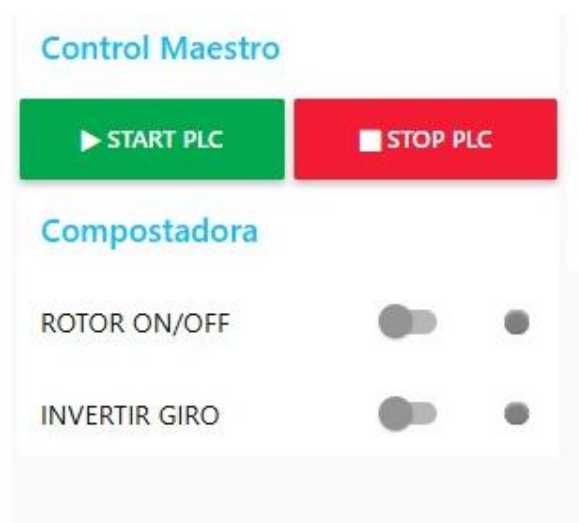 Control Maestro
START PLC STOP PLC
Compostadora
ROTOR ON/OFF
INVERTIR GIRO